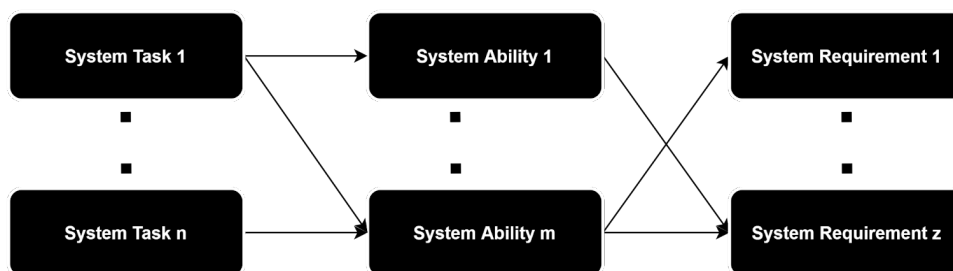 System Task 1
System Ability 1
System Requirement 1
System Task n
System Ability m
System Requirement z